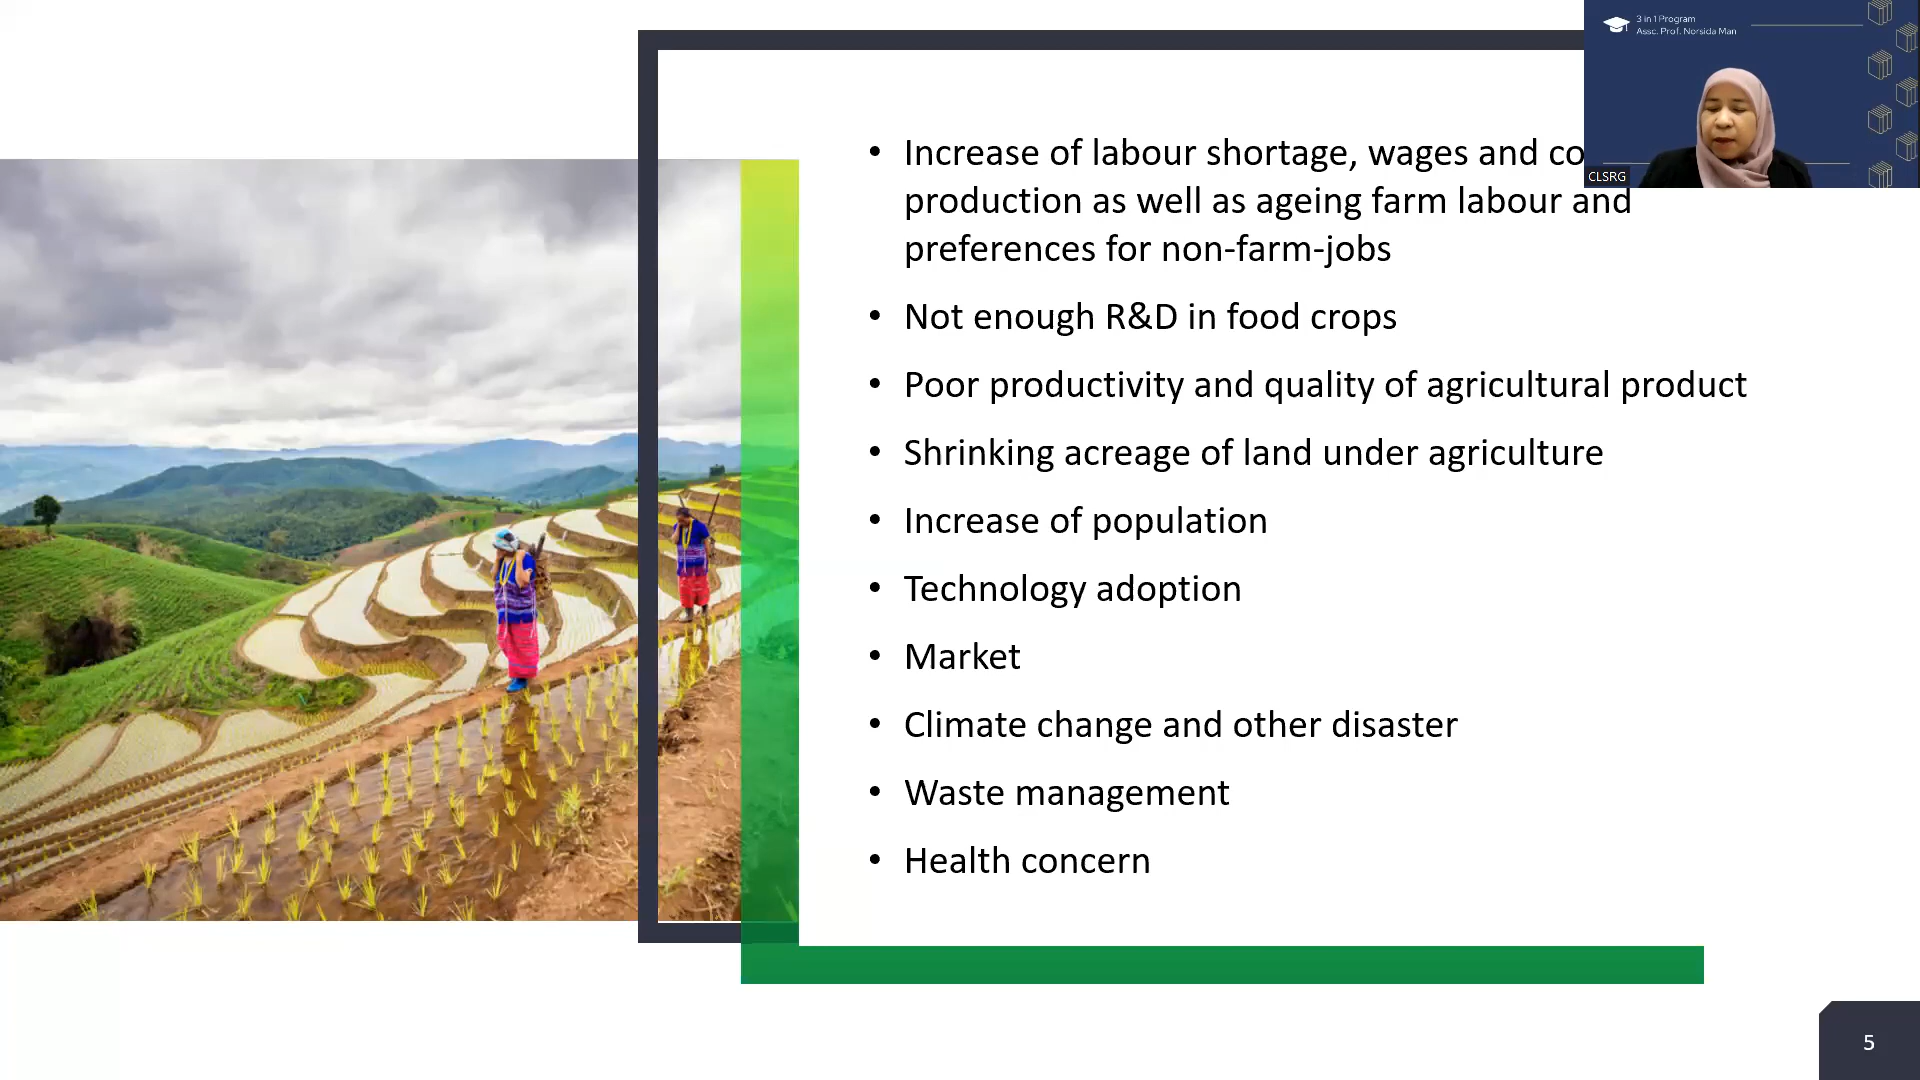 3 in 1 Program
Assc. Prof. Norsida Man
CLSRG
• Increase of labour shortage, wages and co
production as well as ageing farm labour and
preferences for non-farm-jobs
• Not enough R&D in food crops
• Poor productivity and quality of agricultural product
• Shrinking acreage of land under agriculture
• Increase of population
• Technology adoption
• Market
• Climate change and other disaster
• Waste management
• Health concern
5